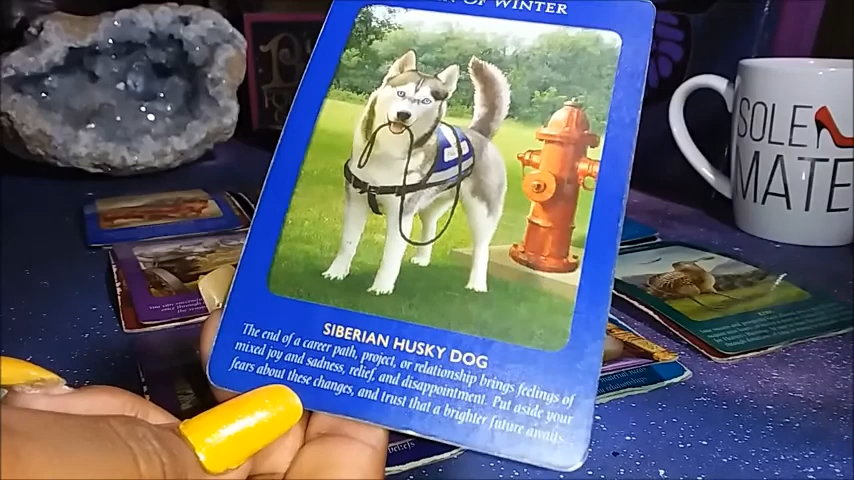 OF WINTER
SIBERIAN HUSKY DOG
The end of a career path, project, or relationship brings feelings of
mixed joy and sadness, relief, and disappointment. Put aside your
fears about these changes, and trust that a brighter future awaits.
SOLE
MATE